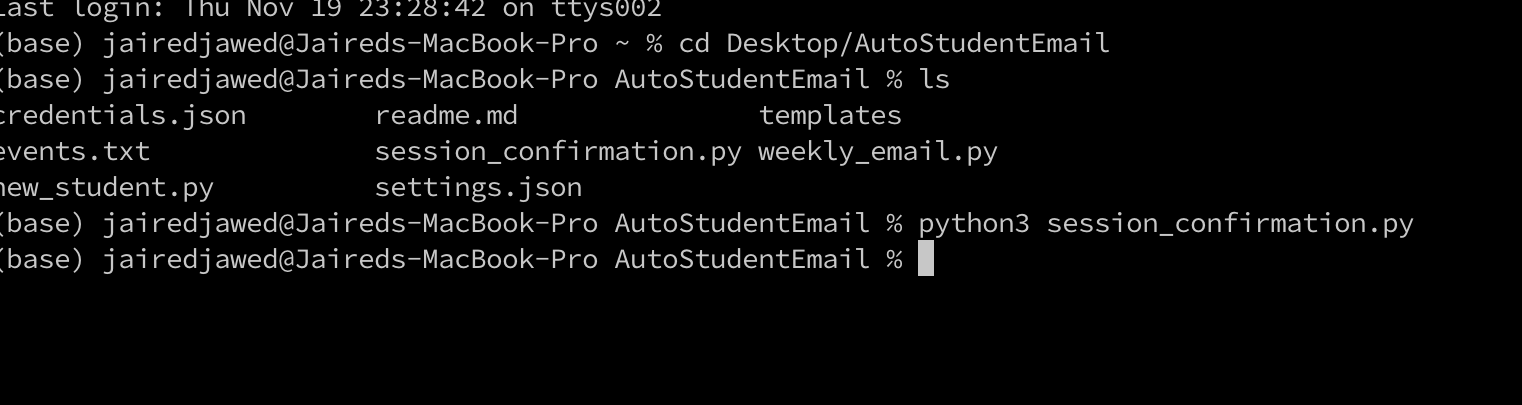 Last login: Thu Nov 19 23:28:42 on ttys002
(base) jairedjawed@Jaireds-MacBook-Pro ~ % cd Desktop/AutoStudentEmail
(base) jairedjawed@Jaireds-MacBook-Pro AutoStudentEmail % ls
credentials.json readme.md templates
events.txt session_confirmation.py weekly_email.py
new_student.py settings.json
(base) jairedjawed@Jaireds-MacBook-Pro AutoStudentEmail % python3 session_confirmation.py
(base) jairedjawed@Jaireds-MacBook-Pro AutoStudentEmail %